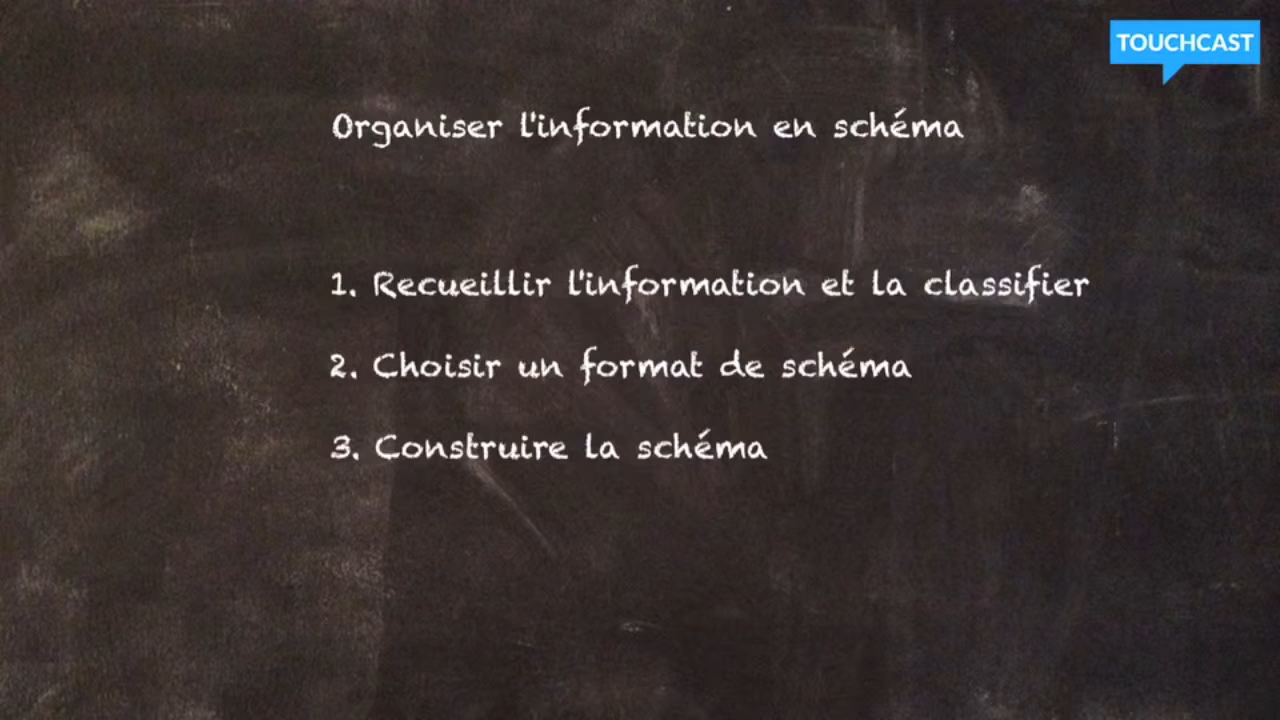 TOUCHCAST
Organiser l'information en schéma
1. Recueillir l'information et la classifier
2. Choisir un format de schéma
3. Construire la schéma